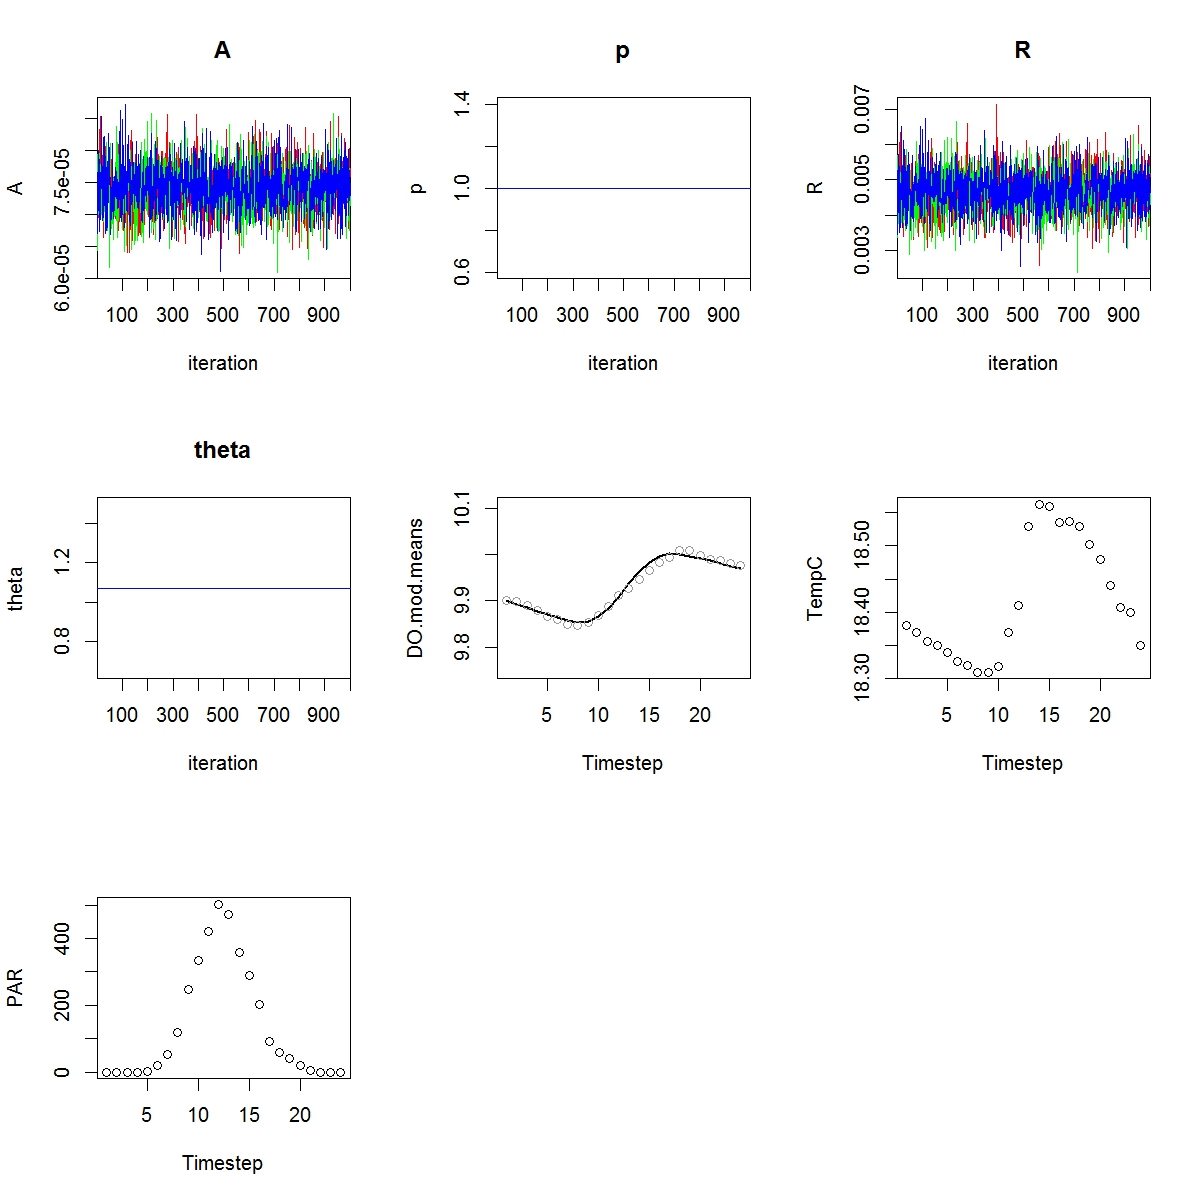 A
p
R
A
6.0e-05 7.5e-05
100 300 500 700 900
iteration
p
0.6 1.0 1.4
100 300 500 700 900
iteration
R
0.003 0.005 0.007
100 300 500 700 900
iteration
theta
theta
0.8 1.2
100 300 500 700 900
iteration
DO.mod.means
9.8 9.9 10.1
5 10 15 20
Timestep
TempC
18.30 18.40 18.50
5 10 15 20
Timestep
PAR
0 200 400
5 10 15 20
Timestep